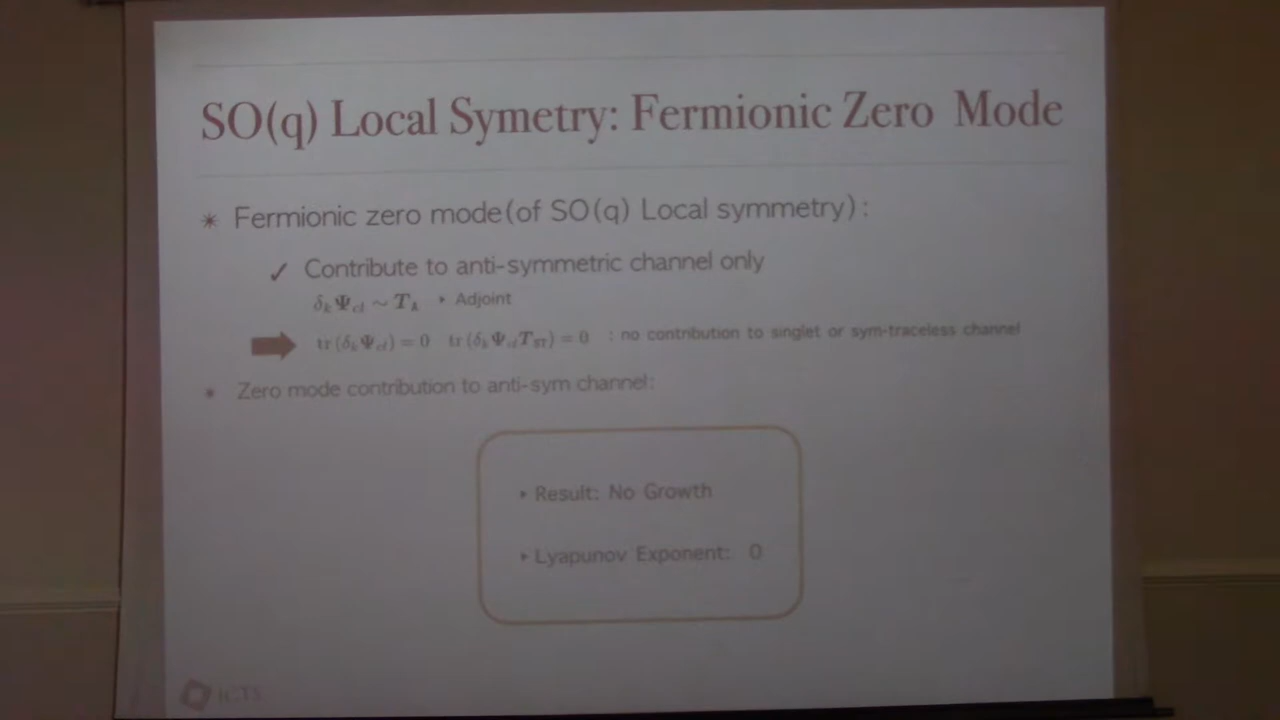 SO(q) Local Symetry: Fermionic Zero Mode
* Fermionic zero mode(of SO(q) Local symmetry) :
✓ Contribute to anti-symmetric channel only
δₖΨ_cl ∼ Tₖ ‣ Adjoint
tr(δₖΨ_cl) = 0 tr(δₖΨ_cl T_ST) = 0 : no contribution to singlet or sym-traceless channel
* Zero mode contribution to anti-sym channel:
‣ Result: No Growth
‣ Lyapunov Exponent: 0
ICTS